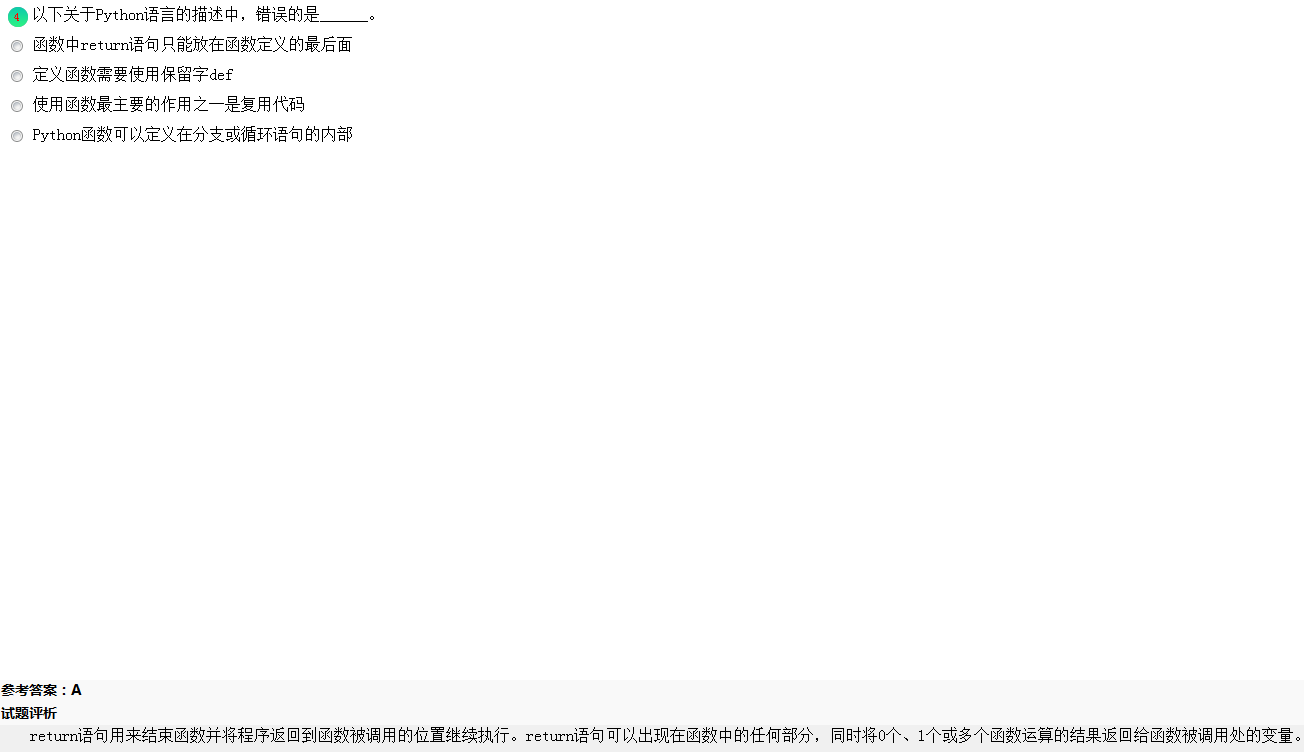 4 以下关于Python语言的描述中，错误的是______。
函数中return语句只能放在函数定义的最后面
定义函数需要使用保留字def
使用函数最主要的作用之一是复用代码
Python函数可以定义在分支或循环语句的内部
参考答案：A
试题评析
return语句用来结束函数并将程序返回到函数被调用的位置继续执行。return语句可以出现在函数中的任何部分，同时将0个、1个或多个函数运算的结果返回给函数被调用处的变量。